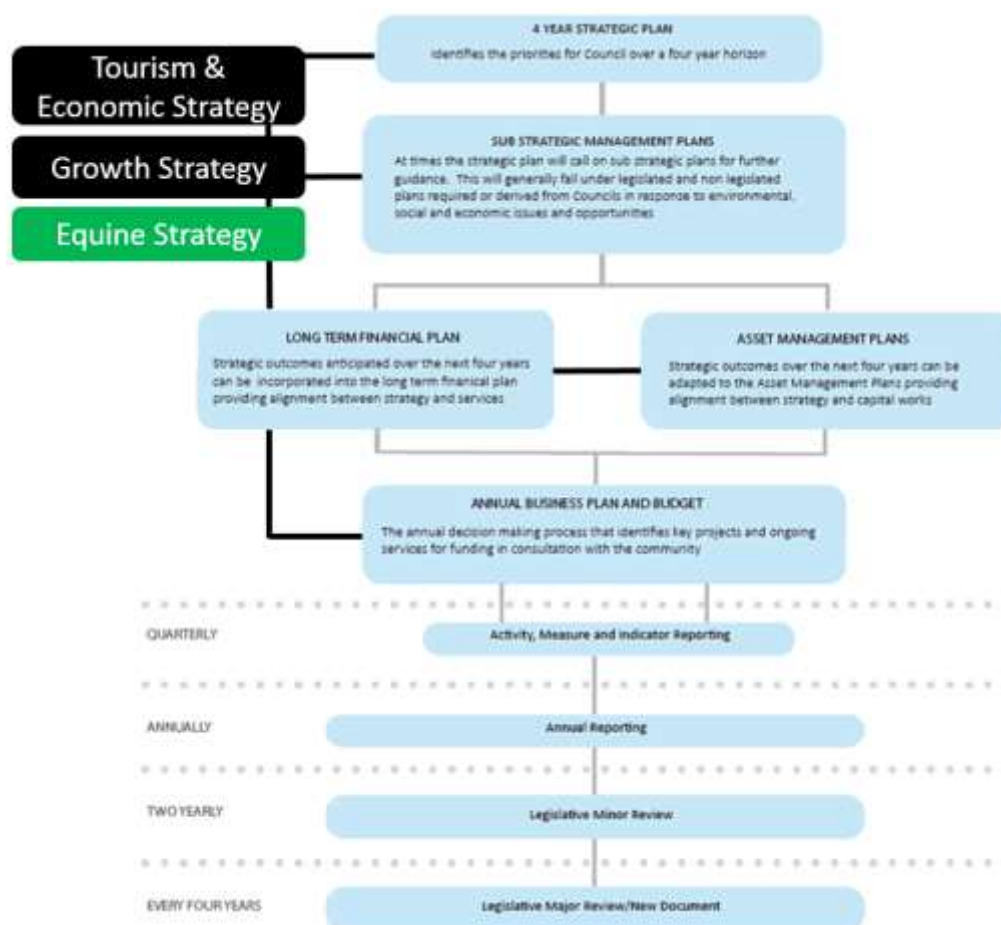 4 YEAR STRATEGIC PLAN
Identifies the priorities for Council over a four year horizon
Tourism &
Economic Strategy
Growth Strategy
Equine Strategy
SUB STRATEGIC MANAGEMENT PLANS
At times the strategic plan will call on sub strategic plans for further
guidance. This will generally fall under legislated and non legislated
plans required or derived from Councils in response to environmental,
social and economic issues and opportunities
LONG TERM FINANCIAL PLAN
Strategic outcomes anticipated over the next four years
can be incorporated into the long term finanical plan
providing alignment between strategy and services
ASSET MANAGEMENT PLANS
Strategic outcomes over the next four years can be
adapted to the Asset Management Plans providing
alignment between strategy and capital works
ANNUAL BUSINESS PLAN AND BUDGET
The annual decision making process that identifies key projects and ongoing
services for funding in consultation with the community
QUARTERLY
Activity, Measure and Indicator Reporting
ANNUALLY
Annual Reporting
TWO YEARLY
Legislative Minor Review
EVERY FOUR YEARS
Legislative Major Review/New Document